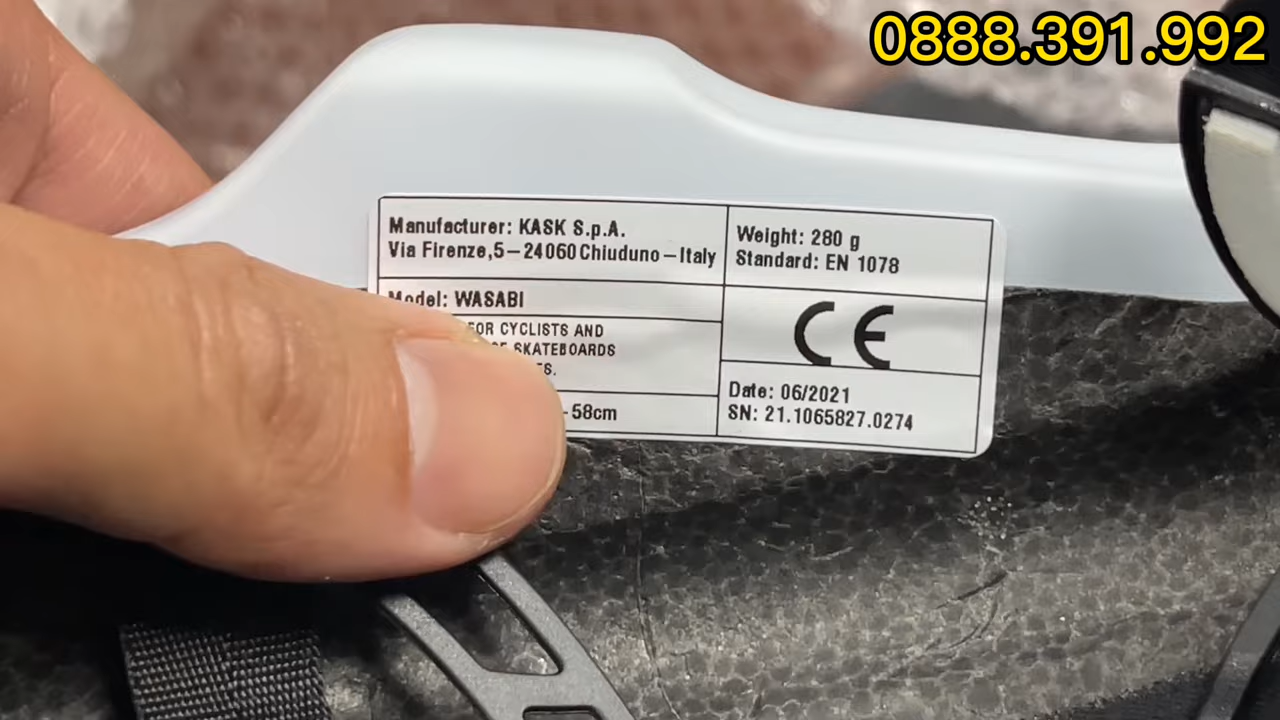 0888.391.992
Manufacturer: KASK S.p.A.
Via Firenze,5–24060 Chiuduno – Italy
Weight: 280 g
Standard: EN 1078
Model: WASABI
FOR CYCLISTS AND
SKATEBOARDS
CE
- 58cm
Date: 06/2021
SN: 21.1065827.0274